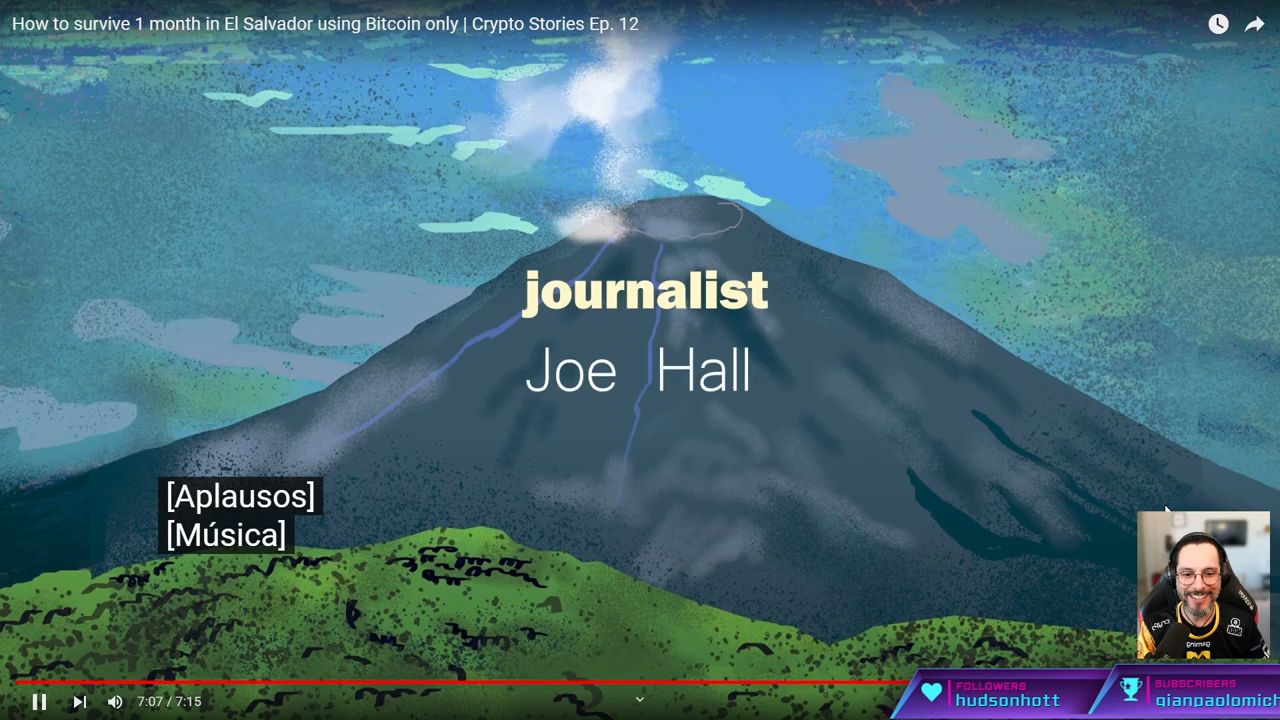 How to survive 1 month in El Salvador using Bitcoin only | Crypto Stories Ep. 12
journalist
Joe Hall
[Aplausos]
[Música]
7:07 / 7:15
FOLLOWERS
hudsonhott
SUBSCRIBERS
gianpaolomich